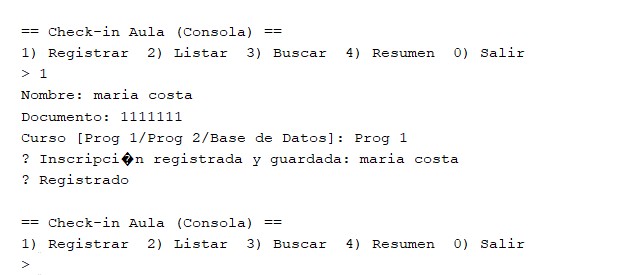 == Check-in Aula (Consola) ==
1) Registrar  2) Listar  3) Buscar  4) Resumen  0) Salir
> 1
Nombre: maria costa
Documento: 1111111
Curso [Prog 1/Prog 2/Base de Datos]: Prog 1
? Inscripci�n registrada y guardada: maria costa
? Registrado
== Check-in Aula (Consola) ==
1) Registrar  2) Listar  3) Buscar  4) Resumen  0) Salir
>